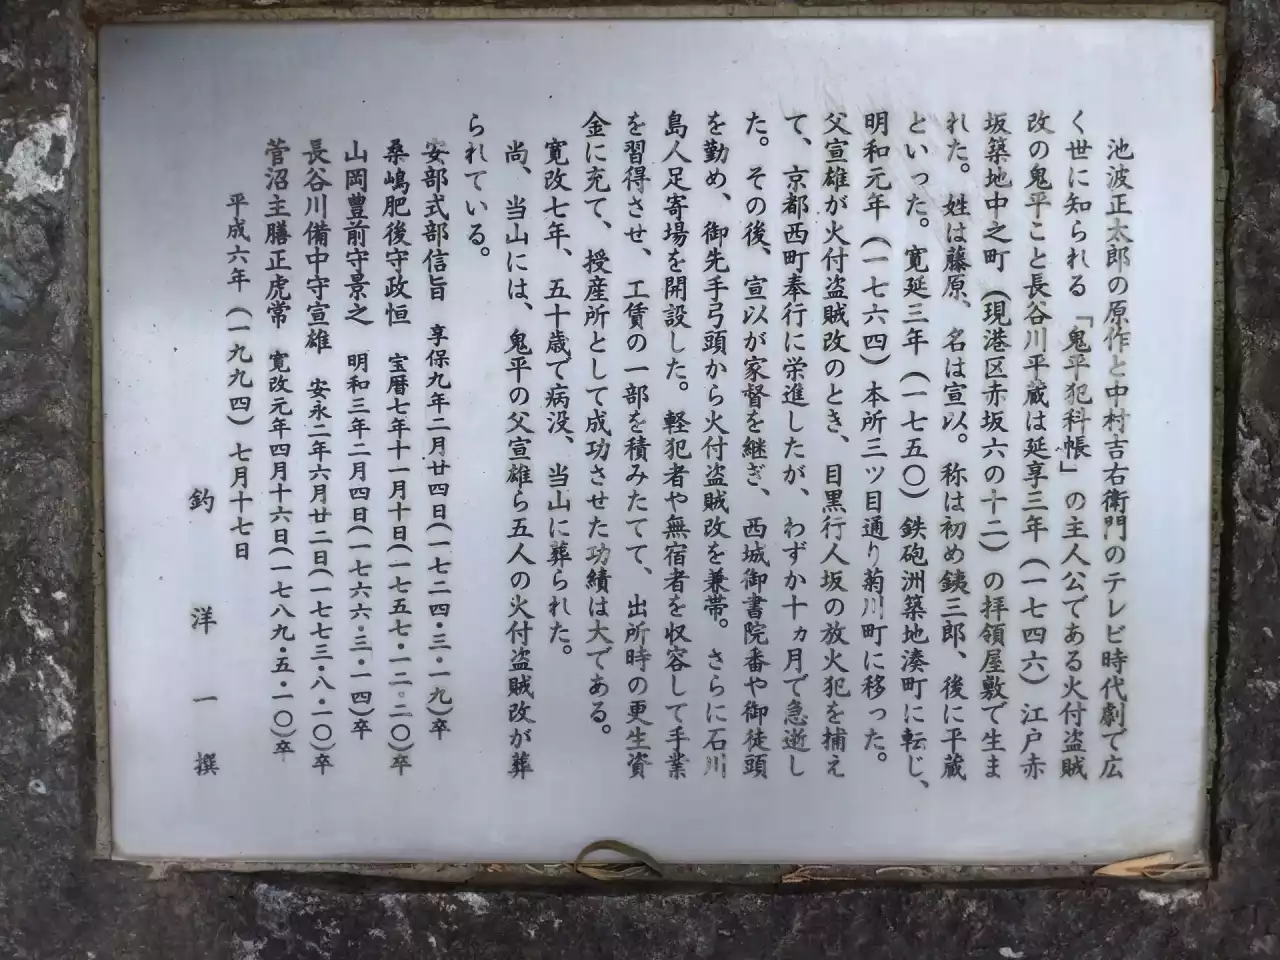 池波正太郎の原作と中村吉右衛門のテレビ時代劇で広
く世に知られる「鬼平犯科帳」の主人公である火付盗賊
改の鬼平こと長谷川平蔵は延享三年（一七四六）江戸赤
坂築地中之町（現港区赤坂六の十二）の拝領屋敷で生ま
れた。姓は藤原、名は宣以。称は初め銕三郎、後に平蔵
といった。寛延三年（一七五〇）鉄砲洲築地湊町に転じ、
明和元年（一七六四）本所三ツ目通り菊川町に移った。
父宣雄が火付盗賊改のとき、目黒行人坂の放火犯を捕え
て、京都西町奉行に栄進したが、わずか十ヵ月で急逝し
た。その後、宣以が家督を継ぎ、西城御書院番や御徒頭
を勤め、御先手弓頭から火付盗賊改を兼帯。さらに石川
島人足寄場を開設した。軽犯者や無宿者を収容して手業
を習得させ、工賃の一部を積みたてて、出所時の更生資
金に充て、授産所として成功させた功績は大である。
寛改七年、五十歳で病没、当山に葬られた。
尚、当山には、鬼平の父宣雄ら五人の火付盗賊改が葬
られている。
安部式部信旨　享保九年二月廿四日（一七二四・三・一九）卒
桑嶋肥後守政恒　宝暦七年十一月十日（一七五七・一二。二〇）卒
山岡豊前守景之　明和三年二月四日（一七六六・三・一四）卒
長谷川備中守宣雄　安永二年六月廿二日（一七七三・八・一〇）卒
菅沼主膳正虎常　寛改元年四月十六日（一七八九・五・一〇）卒
平成六年（一九九四）七月十七日
釣　洋　一　撰